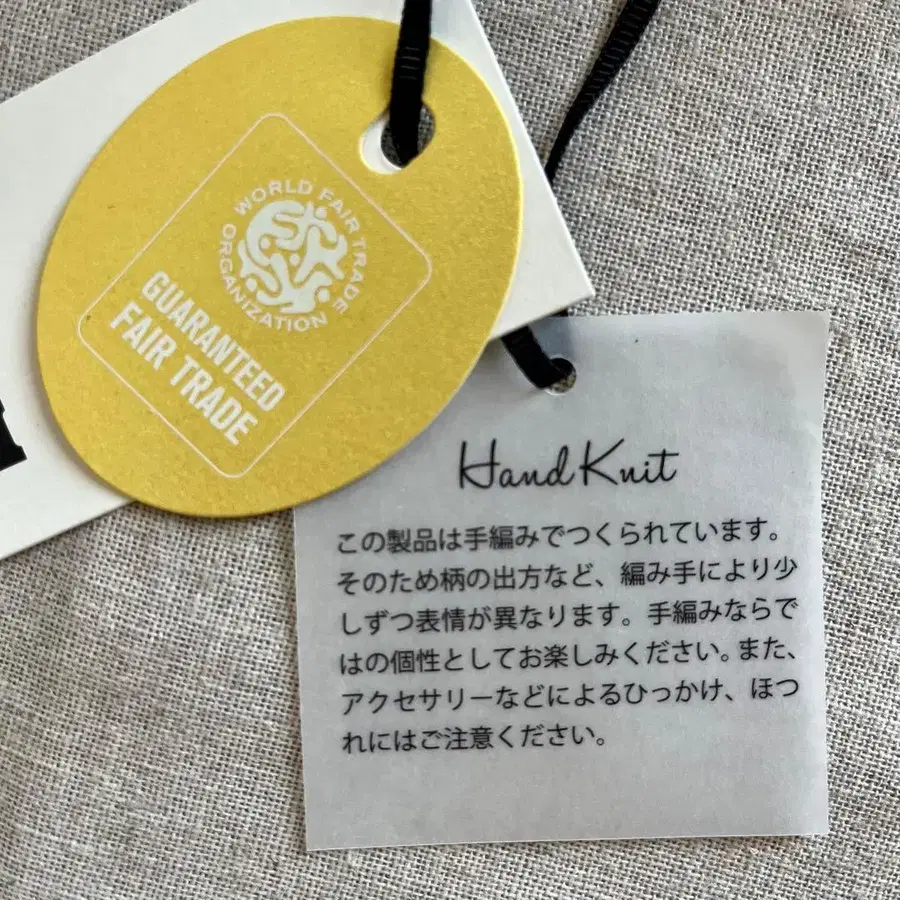 WORLD FAIR TRADE
ORGANIZATION
GUARANTEED
FAIR TRADE
Hand Knit
この製品は手編みでつくられています。
そのため柄の出方など、編み手により少
しずつ表情が異なります。手編みならで
はの個性としてお楽しみください。また、
アクセサリーなどによるひっかけ、ほつ
れにはご注意ください。